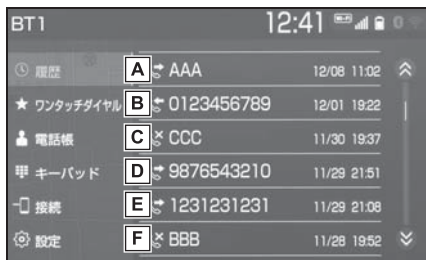 BT1 12:41 Wi-Fi
履歴 A AAA 12/08 11:02
ワンタッチダイヤル B 0123456789 12/01 19:22
電話帳 C CCC 11/30 19:37
キーパッド D 9876543210 11/29 21:51
接続 E 1231231231 11/29 21:08
設定 F BBB 11/28 19:52